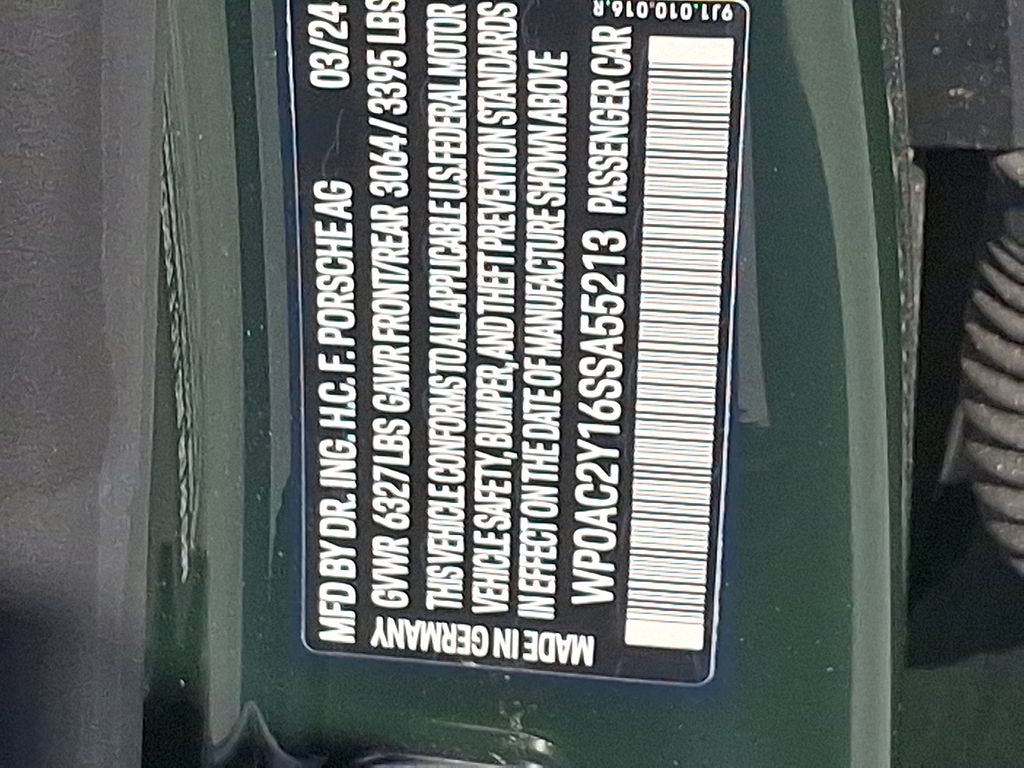 MFD BY DR. ING. H.C. F. PORSCHE AG 03/24
GVWR 6327 LBS GAWR FRONT/REAR 3064 / 3395 LBS
THIS VEHICLE CONFORMS TO ALL APPLICABLE US FEDERAL MOTOR
VEHICLE SAFETY, BUMPER, AND THEFT PREVENTION STANDARDS
IN EFFECT ON THE DATE OF MANUFACTURE SHOWN ABOVE
WP0AC2Y16SSA55213 PASSENGER CAR
MADE IN GERMANY
9J1.010.016.R